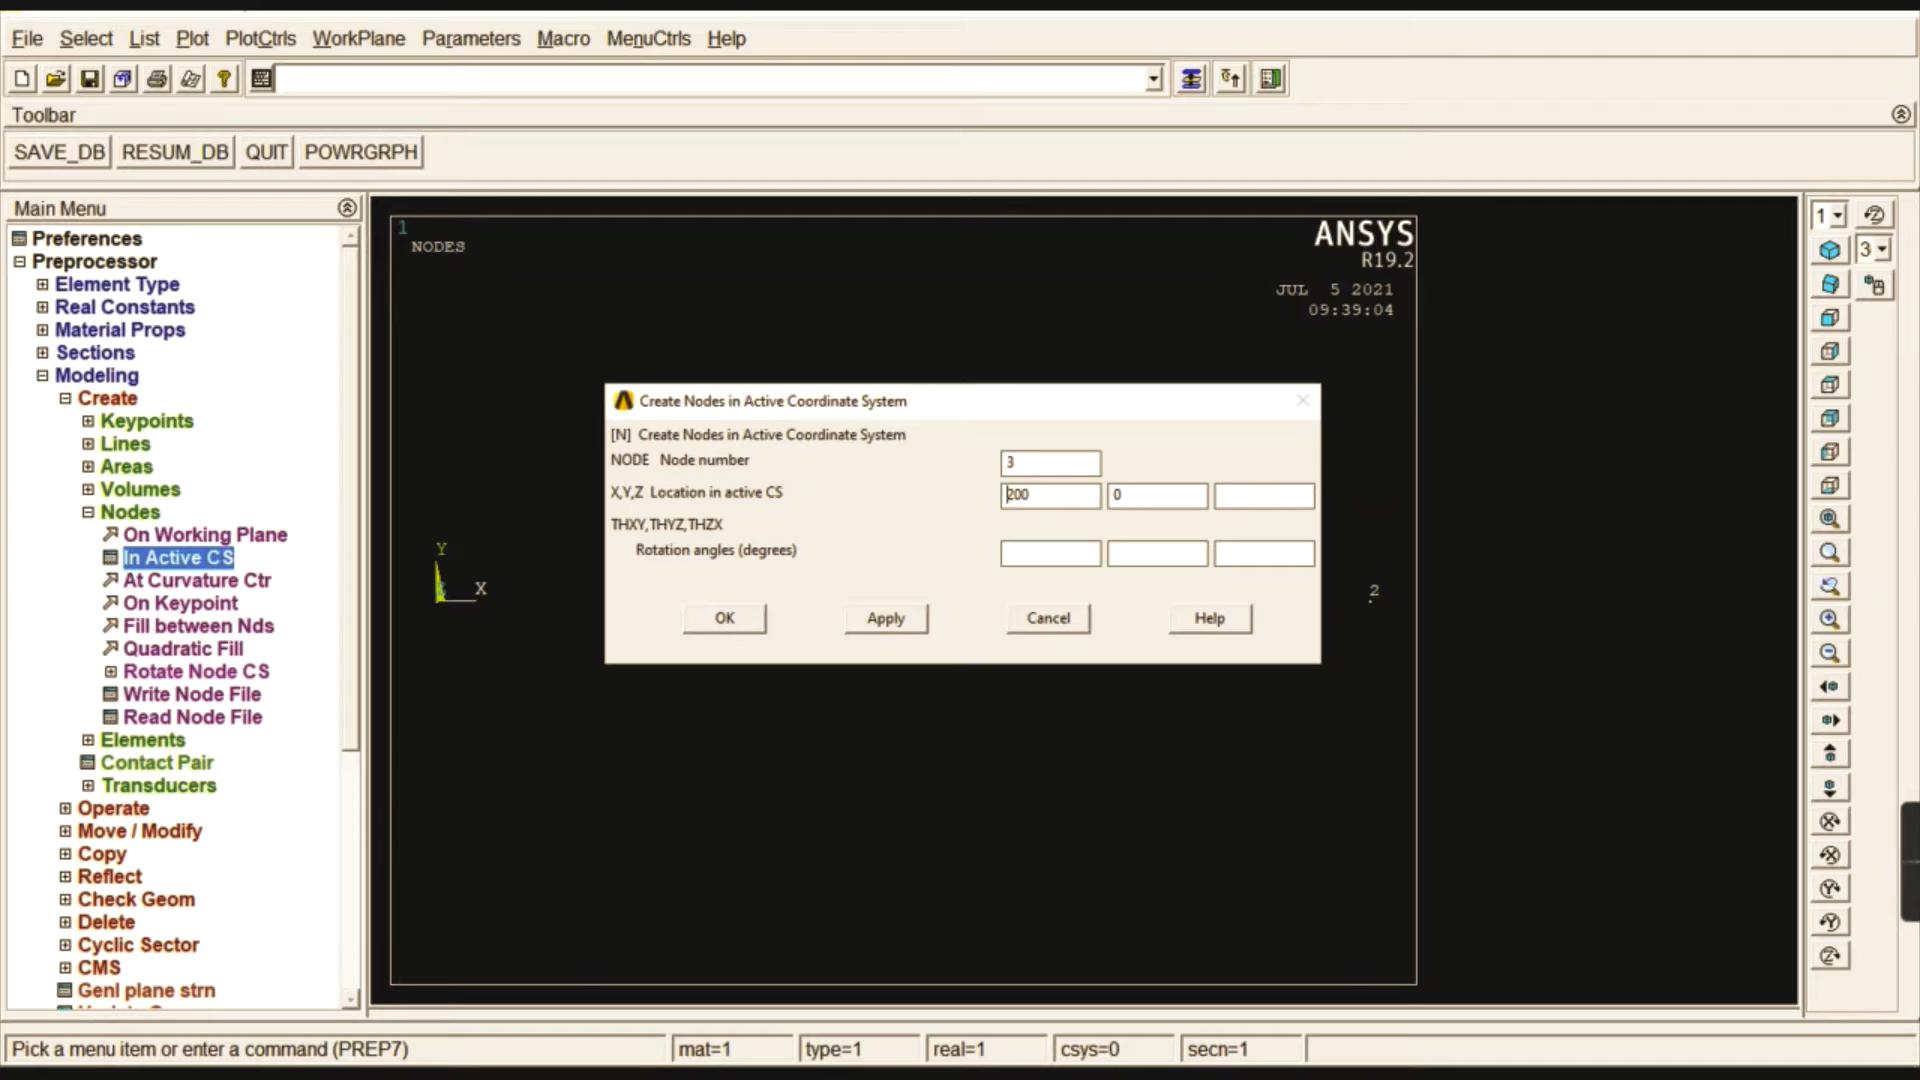 File Select List Plot PlotCtrls WorkPlane Parameters Macro MenuCtrls Help
Toolbar
SAVE_DB RESUM_DB QUIT POWRGRPH
Main Menu
Preferences
Preprocessor
Element Type
Real Constants
Material Props
Sections
Modeling
Create
Keypoints
Lines
Areas
Volumes
Nodes
On Working Plane
In Active CS
At Curvature Ctr
On Keypoint
Fill between Nds
Quadratic Fill
Rotate Node CS
Write Node File
Read Node File
Elements
Contact Pair
Transducers
Operate
Move / Modify
Copy
Reflect
Check Geom
Delete
Cyclic Sector
CMS
Genl plane strn
1
NODES
ANSYS
R19.2
JUL 5 2021
09:39:04
Y
X
2
Create Nodes in Active Coordinate System
[N] Create Nodes in Active Coordinate System
NODE Node number 3
X,Y,Z Location in active CS 200 0
THXY,THYZ,THZX
Rotation angles (degrees)
OK Apply Cancel Help
1
3
Pick a menu item or enter a command (PREP7) mat=1 type=1 real=1 csys=0 secn=1